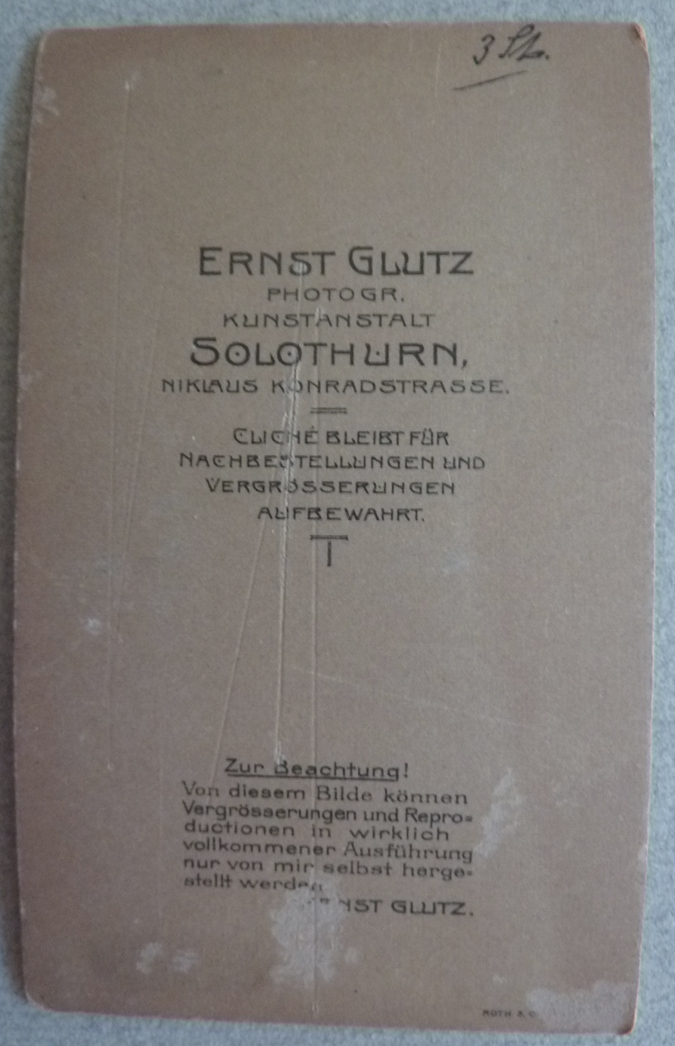 3 St.
ERNST GLUTZ
PHOTOGR.
KUNSTANSTALT
SOLOTHURN,
NIKLAUS KONRADSTRASSE.
CLICHÉ BLEIBT FÜR
NACHBESTELLUNGEN UND
VERGRÖSSERUNGEN
AUFBEWAHRT.
Zur Beachtung!
Von diesem Bilde können
Vergrösserungen und Repro=
ductionen in wirklich
vollkommener Ausführung
nur von mir selbst herge=
stellt werden
ERNST GLUTZ.
ROTH &